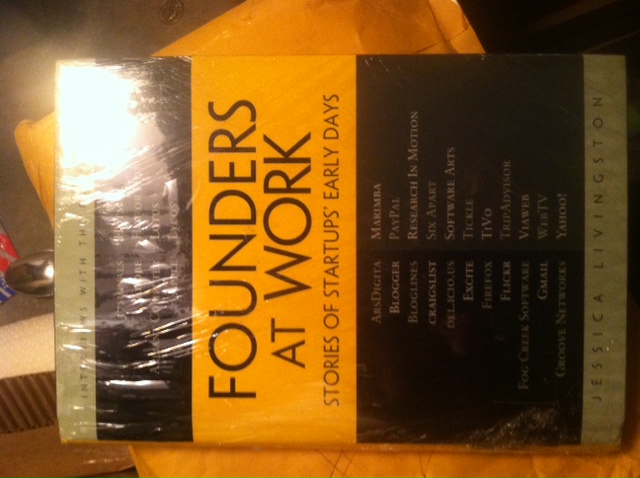 WITH THE
FOUNDERS
AT WORK
STORIES OF STARTUPS' EARLY DAYS
ARSDIGITA MARIMBA
BLOGGER PAYPAL
BLOGLINES RESEARCH IN MOTION
CRAIGSLIST SIX APART
DEL.ICIO.US SOFTWARE ARTS
EXCITE TICKLE
FIREFOX TIVO
FLICKR TRIPADVISOR
FOG CREEK SOFTWARE VIAWEB
GMAIL WEBTV
GROOVE NETWORKS YAHOO!
JESSICA LIVINGSTON